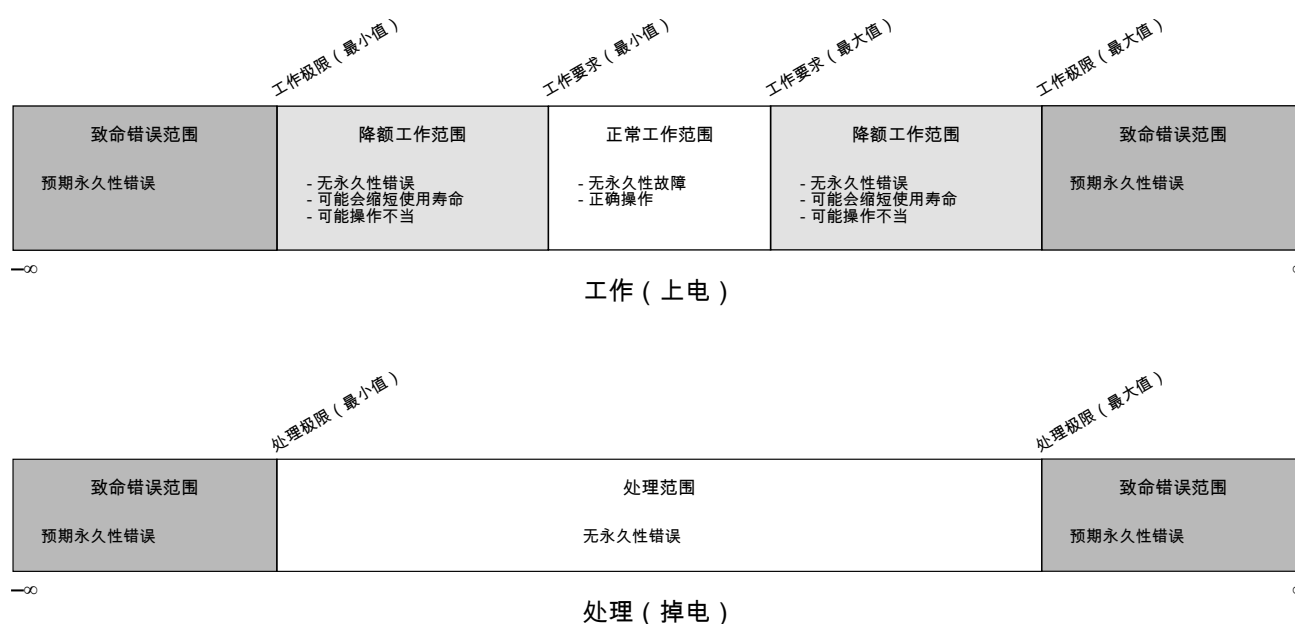 工作极限（最小值）
工作要求（最小值）
工作要求（最大值）
工作极限（最大值）
致命错误范围
降额工作范围
正常工作范围
降额工作范围
致命错误范围
预期永久性错误
- 无永久性错误
- 可能会缩短使用寿命
- 可能操作不当
- 无永久性故障
- 正确操作
- 无永久性错误
- 可能会缩短使用寿命
- 可能操作不当
预期永久性错误
–∞
工作（上电）
处理极限（最小值）
处理极限（最大值）
致命错误范围
处理范围
致命错误范围
预期永久性错误
无永久性错误
预期永久性错误
–∞
处理（掉电）